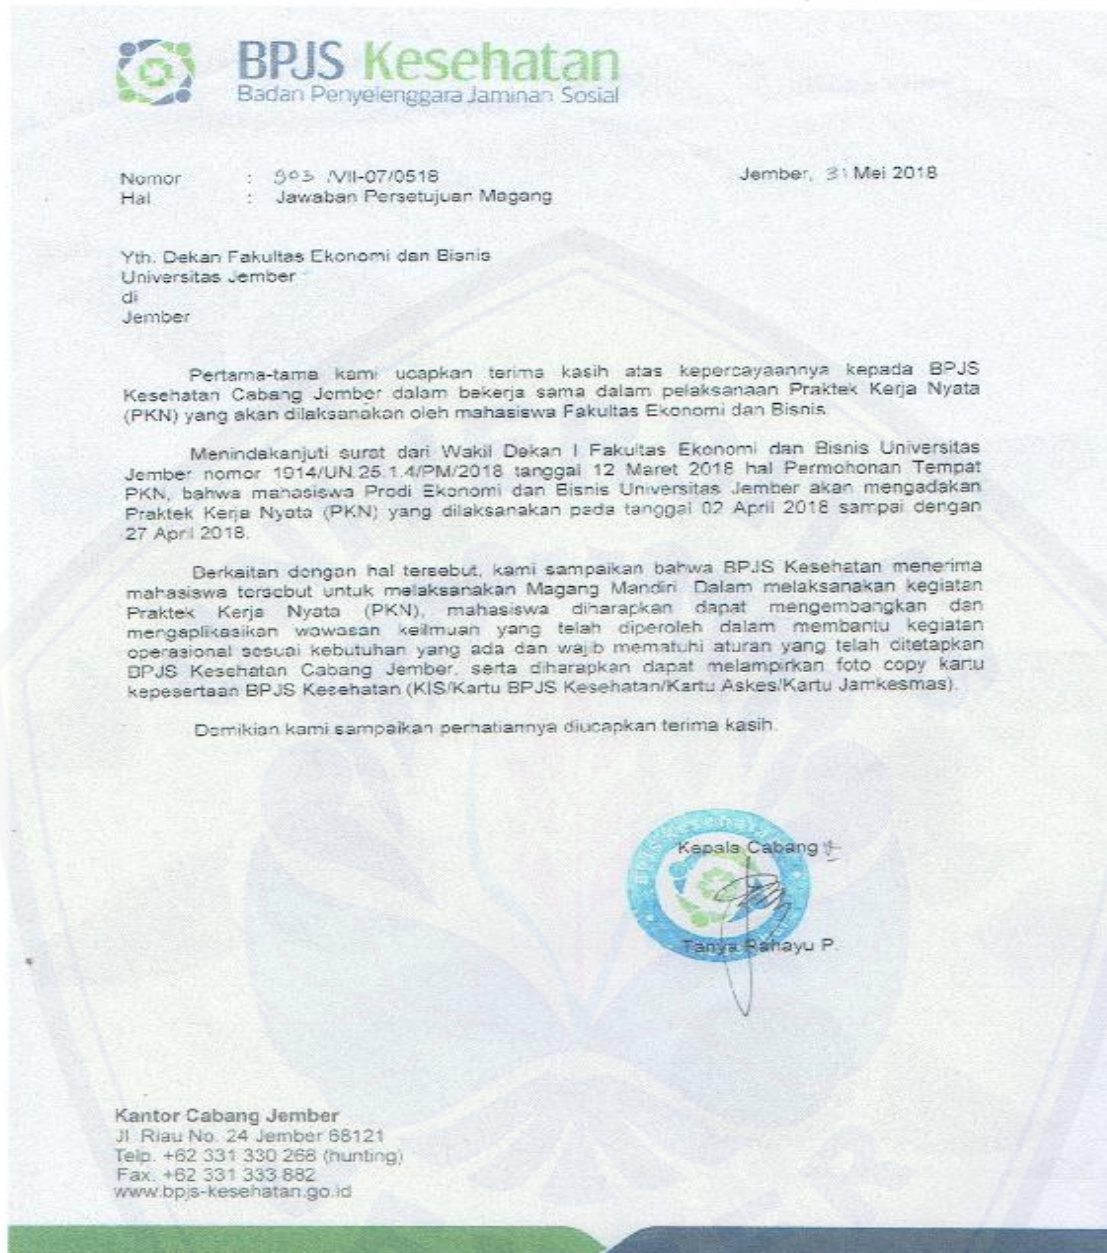 BPJS Kesehatan
Badan Penyelenggara Jaminan Sosial
Nomor : 903 /VII-07/0518
Jember, 31 Mei 2018
Hal : Jawaban Persetujuan Magang
Yth. Dekan Fakultas Ekonomi dan Bisnis
Universitas Jember
di
Jember
Pertama-tama kami ucapkan terima kasih atas kepercayaannya kepada BPJS
Kesehatan Cabang Jember dalam bekerja sama dalam pelaksanaan Praktek Kerja Nyata
(PKN) yang akan dilaksanakan oleh mahasiswa Fakultas Ekonomi dan Bisnis.
Menindakanjuti surat dari Wakil Dekan I Fakultas Ekonomi dan Bisnis Universitas
Jember nomor 1914/UN.25.1.4/PM/2018 tanggal 12 Maret 2018 hal Permohonan Tempat
PKN, bahwa mahasiswa Prodi Ekonomi dan Bisnis Universitas Jember akan mengadakan
Praktek Kerja Nyata (PKN) yang dilaksanakan pada tanggal 02 April 2018 sampai dengan
27 April 2018.
Berkaitan dengan hal tersebut, kami sampaikan bahwa BPJS Kesehatan menerima
mahasiswa tersebut untuk melaksanakan Magang Mandiri. Dalam melaksanakan kegiatan
Praktek Kerja Nyata (PKN), mahasiswa diharapkan dapat mengembangkan dan
mengaplikasikan wawasan keilmuan yang telah diperoleh dalam membantu kegiatan
operasional sesuai kebutuhan yang ada dan wajib mematuhi aturan yang telah ditetapkan
BPJS Kesehatan Cabang Jember, serta diharapkan dapat melampirkan foto copy kartu
kepesertaan BPJS Kesehatan (KIS/Kartu BPJS Kesehatan/Kartu Askes/Kartu Jamkesmas).
Demikian kami sampaikan perhatiannya diucapkan terima kasih.
BPJS Kesehatan
Kepala Cabang
Tanya Rahayu P.
Kantor Cabang Jember
Jl. Riau No. 24 Jember 68121
Telp. +62 331 330 268 (hunting)
Fax. +62 331 333 882
www.bpjs-kesehatan.go.id